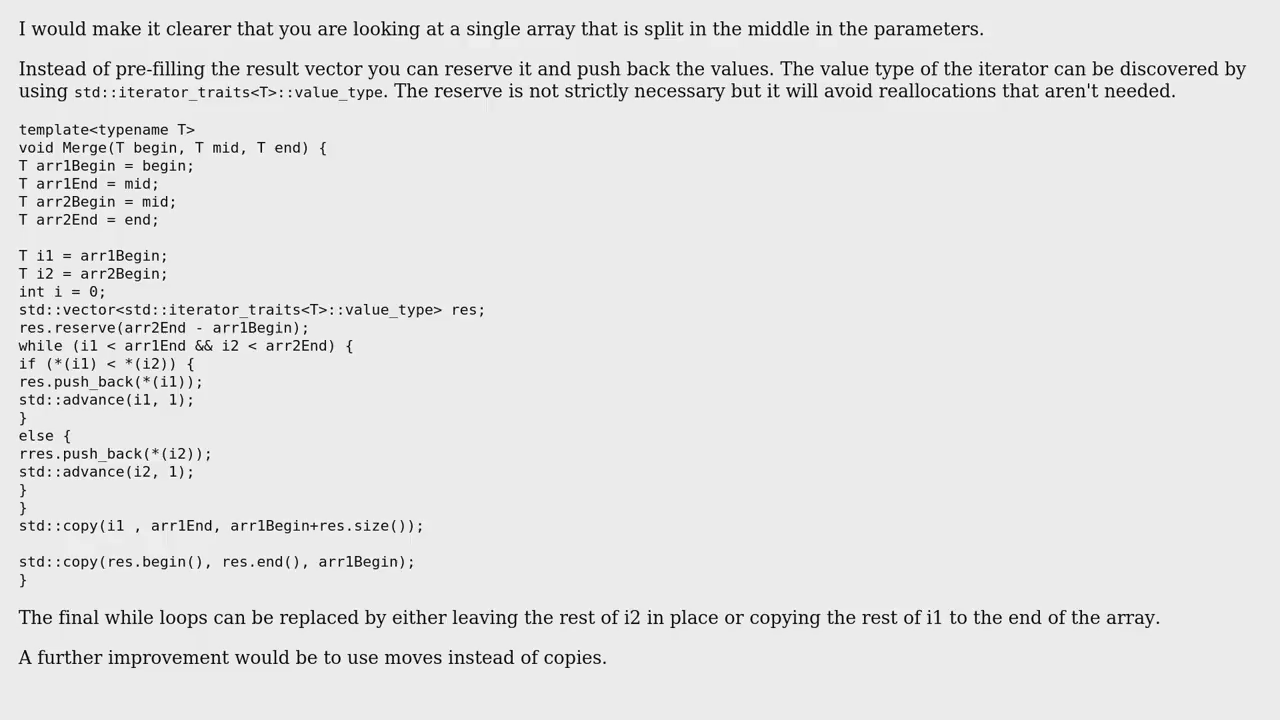 I would make it clearer that you are looking at a single array that is split in the middle in the parameters.
Instead of pre-filling the result vector you can reserve it and push back the values. The value type of the iterator can be discovered by
using std::iterator_traits<T>::value_type. The reserve is not strictly necessary but it will avoid reallocations that aren't needed.
template<typename T>
void Merge(T begin, T mid, T end) {
T arr1Begin = begin;
T arr1End = mid;
T arr2Begin = mid;
T arr2End = end;

T i1 = arr1Begin;
T i2 = arr2Begin;
int i = 0;
std::vector<std::iterator_traits<T>::value_type> res;
res.reserve(arr2End - arr1Begin);
while (i1 < arr1End && i2 < arr2End) {
if (*(i1) < *(i2)) {
res.push_back(*(i1));
std::advance(i1, 1);
}
else {
rres.push_back(*(i2));
std::advance(i2, 1);
}
}
std::copy(i1 , arr1End, arr1Begin+res.size());

std::copy(res.begin(), res.end(), arr1Begin);
}
The final while loops can be replaced by either leaving the rest of i2 in place or copying the rest of i1 to the end of the array.
A further improvement would be to use moves instead of copies.